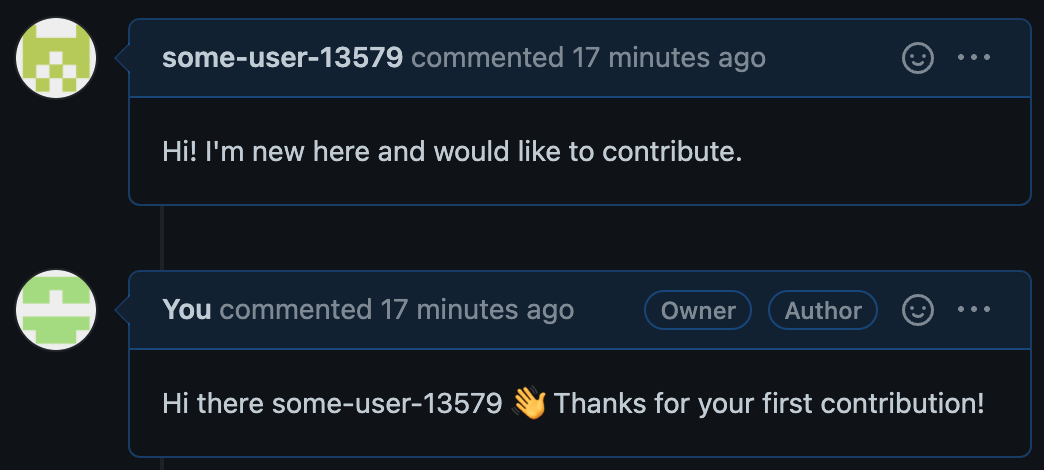 some-user-13579 commented 17 minutes ago
Hi! I'm new here and would like to contribute.
You commented 17 minutes ago Owner Author
Hi there some-user-13579 👋 Thanks for your first contribution!